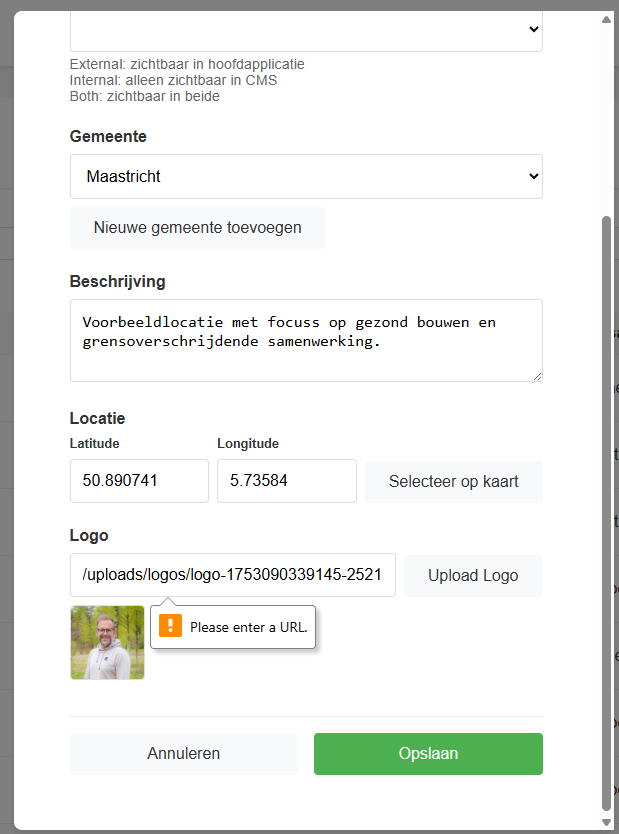 External: zichtbaar in hoofdapplicatie
Internal: alleen zichtbaar in CMS
Both: zichtbaar in beide
Gemeente
Maastricht
Nieuwe gemeente toevoegen
Beschrijving
Voorbeeldlocatie met focuss op gezond bouwen en
grensoverschrijdende samenwerking.
Locatie
Latitude
Longitude
50.890741
5.73584
Selecteer op kaart
Logo
/uploads/logos/logo-1753090339145-2521
Upload Logo
Please enter a URL.
Annuleren
Opslaan